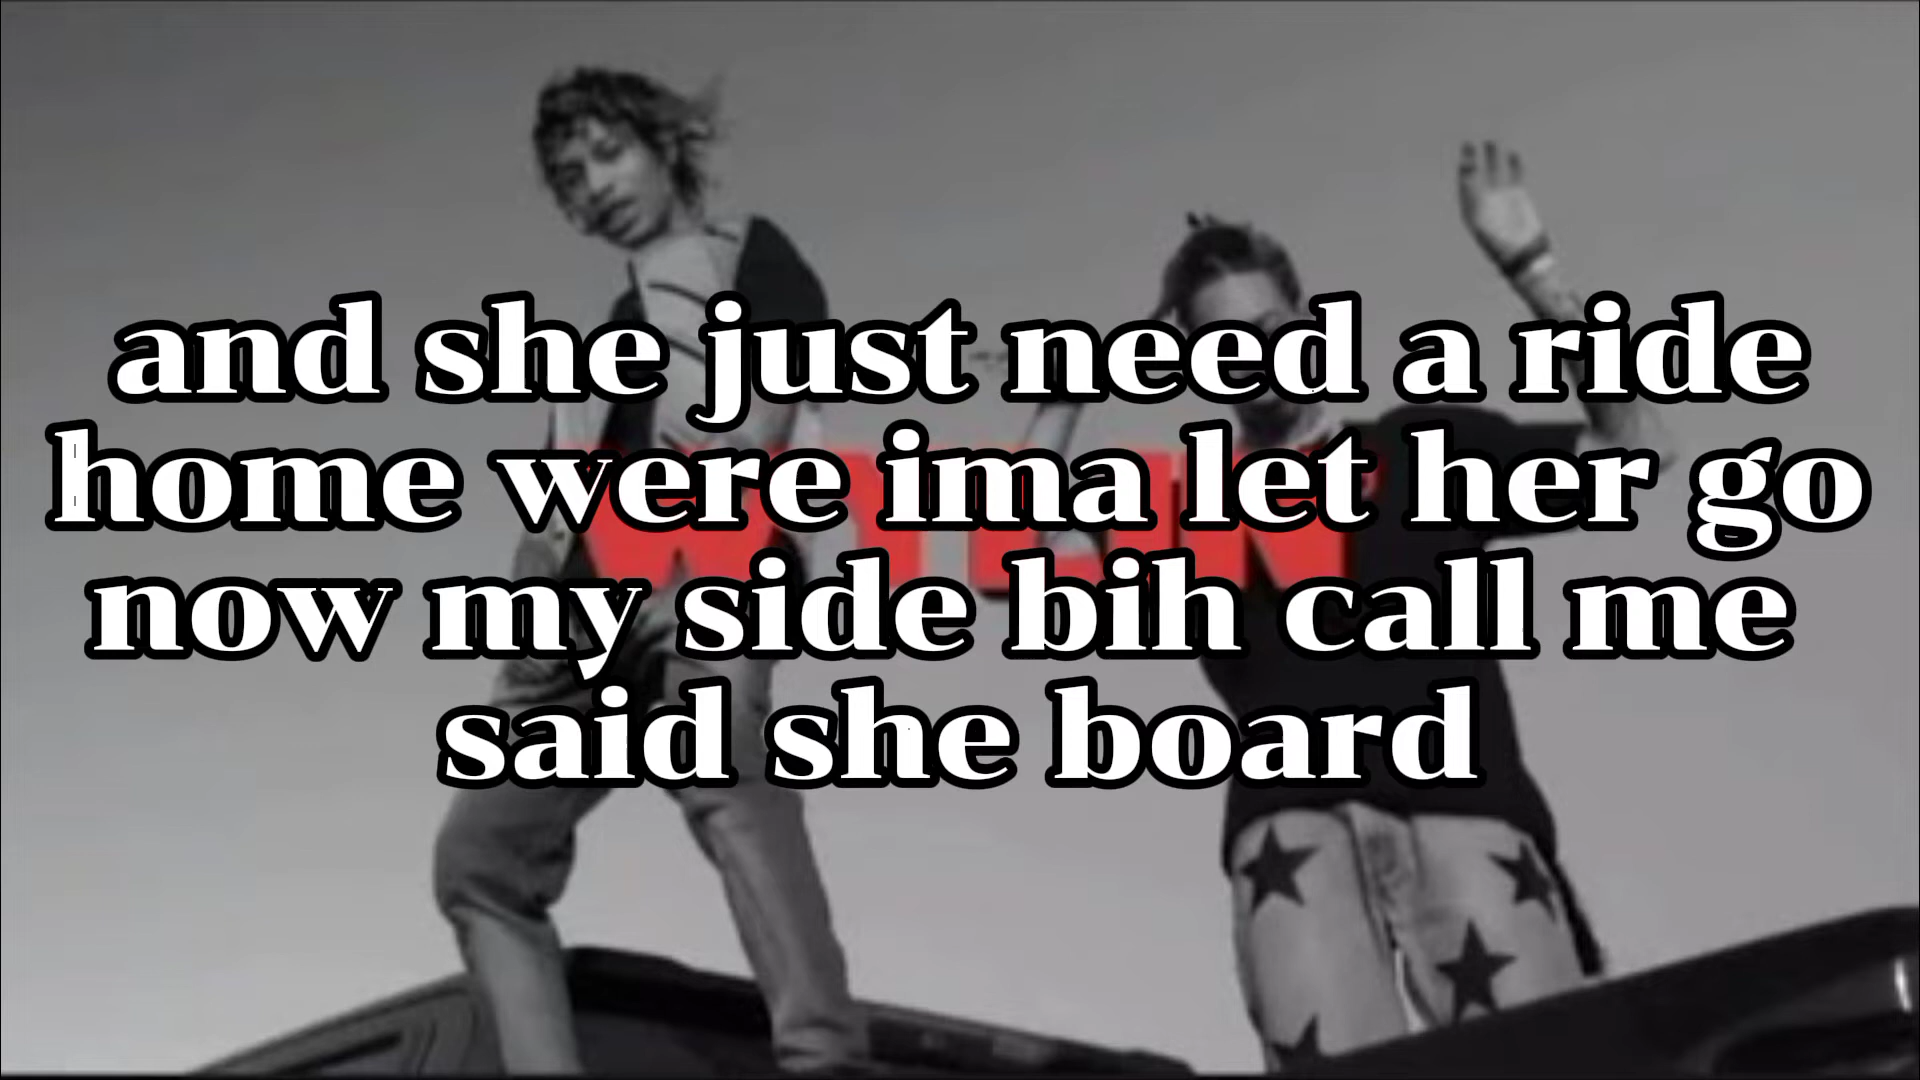 and she just need a ride
home were ima let her go
now my side bih call me
said she board